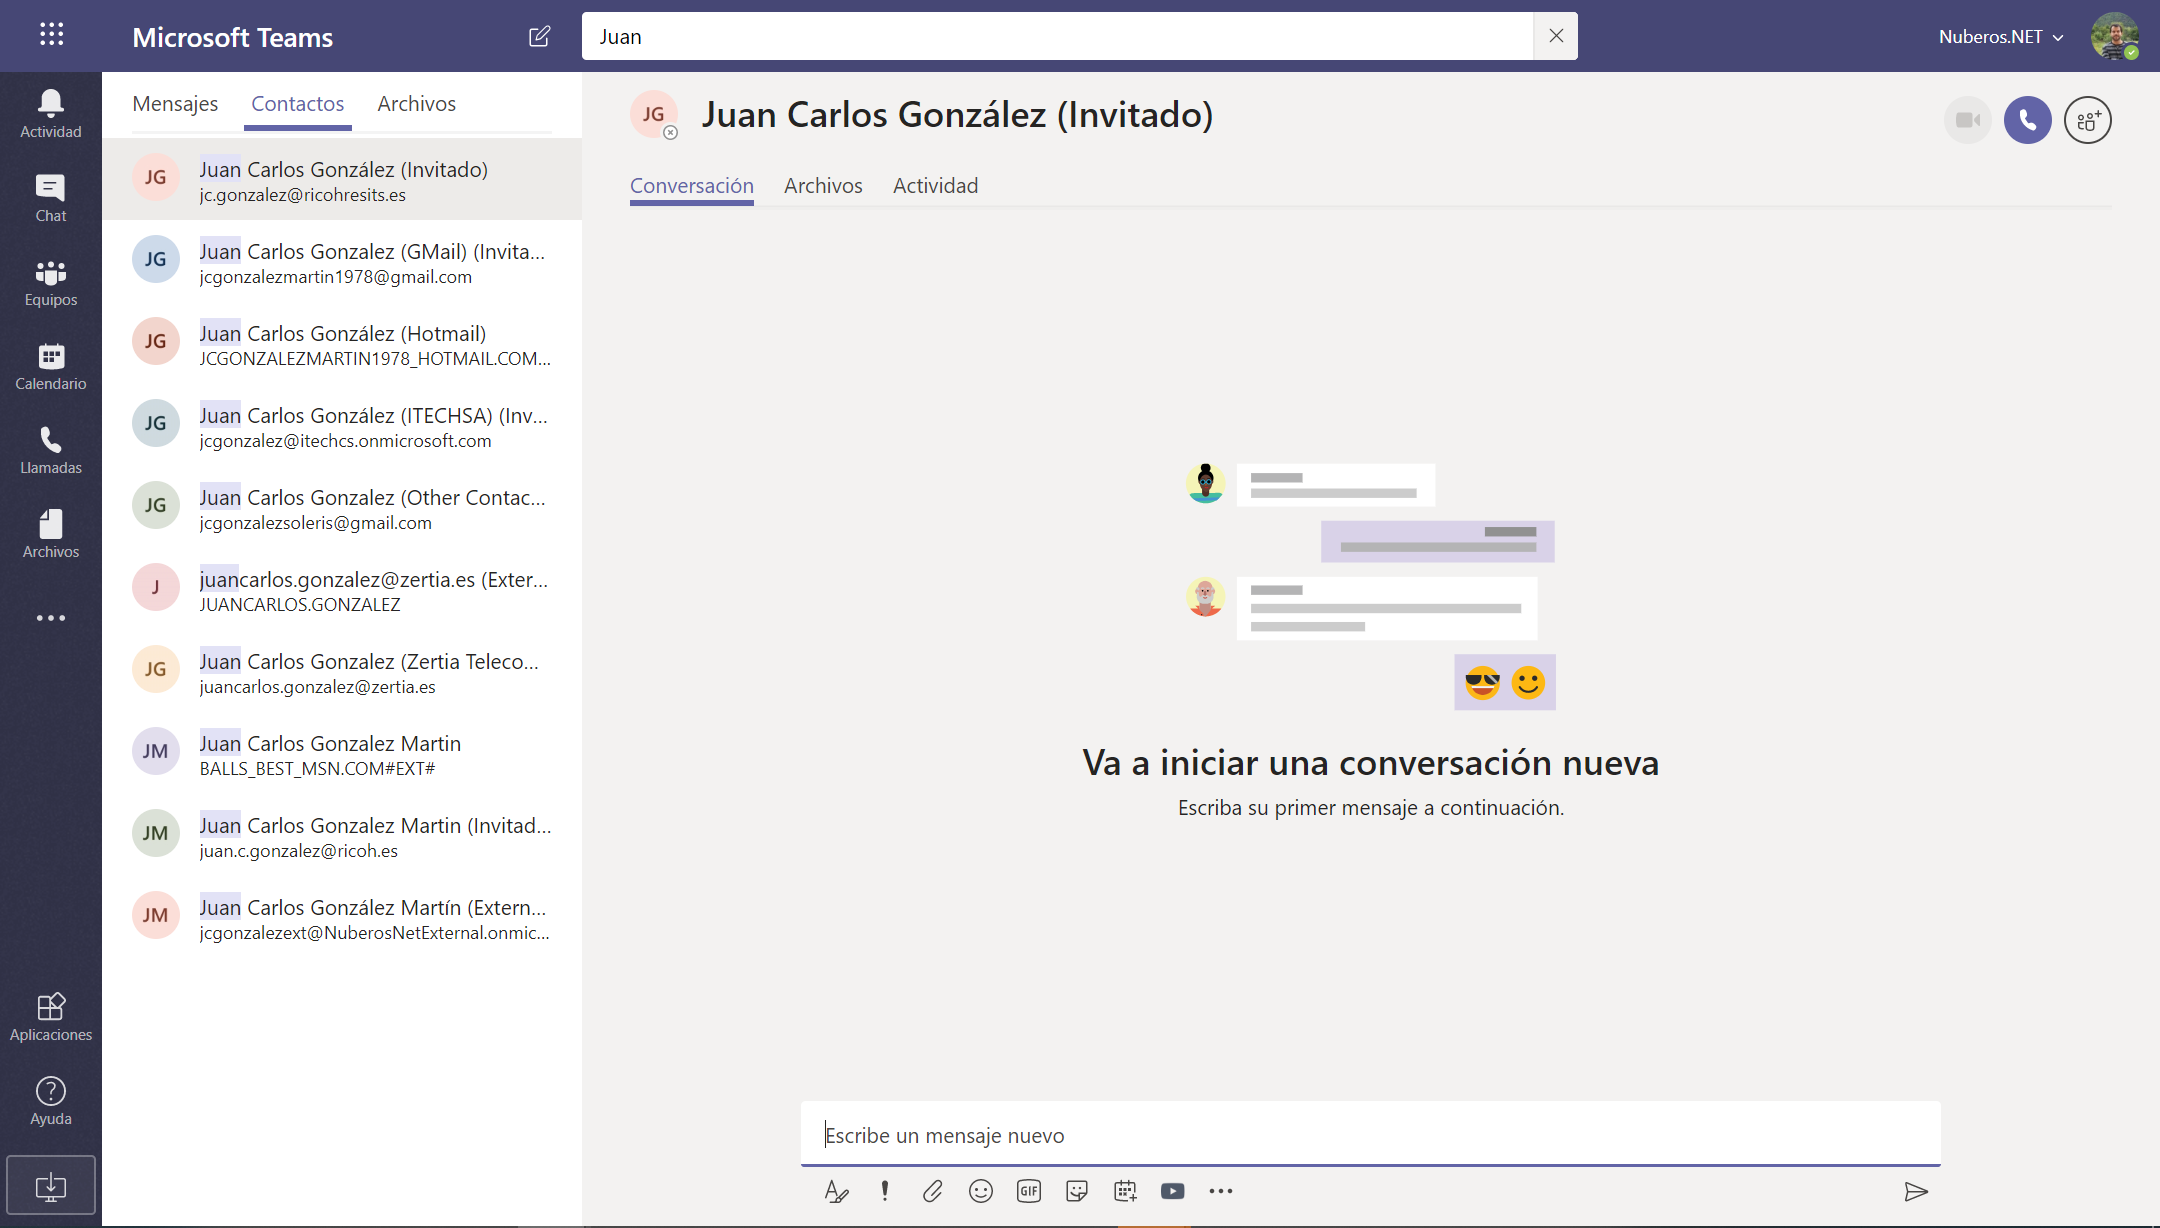 Microsoft Teams
Juan
Nuberos.NET
Actividad
Chat
Equipos
Calendario
Llamadas
Archivos
Aplicaciones
Ayuda
Mensajes Contactos Archivos
JG
Juan Carlos González (Invitado)
jc.gonzalez@ricohresits.es
JG
Juan Carlos Gonzalez (GMail) (Invita...
jcgonzalezmartin1978@gmail.com
JG
Juan Carlos González (Hotmail)
JCGONZALEZMARTIN1978_HOTMAIL.COM...
JG
Juan Carlos González (ITECHSA) (Inv...
jcgonzalez@itechcs.onmicrosoft.com
JG
Juan Carlos Gonzalez (Other Contac...
jcgonzalezsoleris@gmail.com
J
juancarlos.gonzalez@zertia.es (Exter...
JUANCARLOS.GONZALEZ
JG
Juan Carlos Gonzalez (Zertia Teleco...
juancarlos.gonzalez@zertia.es
JM
Juan Carlos Gonzalez Martin
BALLS_BEST_MSN.COM#EXT#
JM
Juan Carlos Gonzalez Martin (Invitad...
juan.c.gonzalez@ricoh.es
JM
Juan Carlos González Martín (Extern...
jcgonzalezext@NuberosNetExternal.onmic...
JG
Juan Carlos González (Invitado)
Conversación Archivos Actividad
Va a iniciar una conversación nueva
Escriba su primer mensaje a continuación.
Escribe un mensaje nuevo
GIF